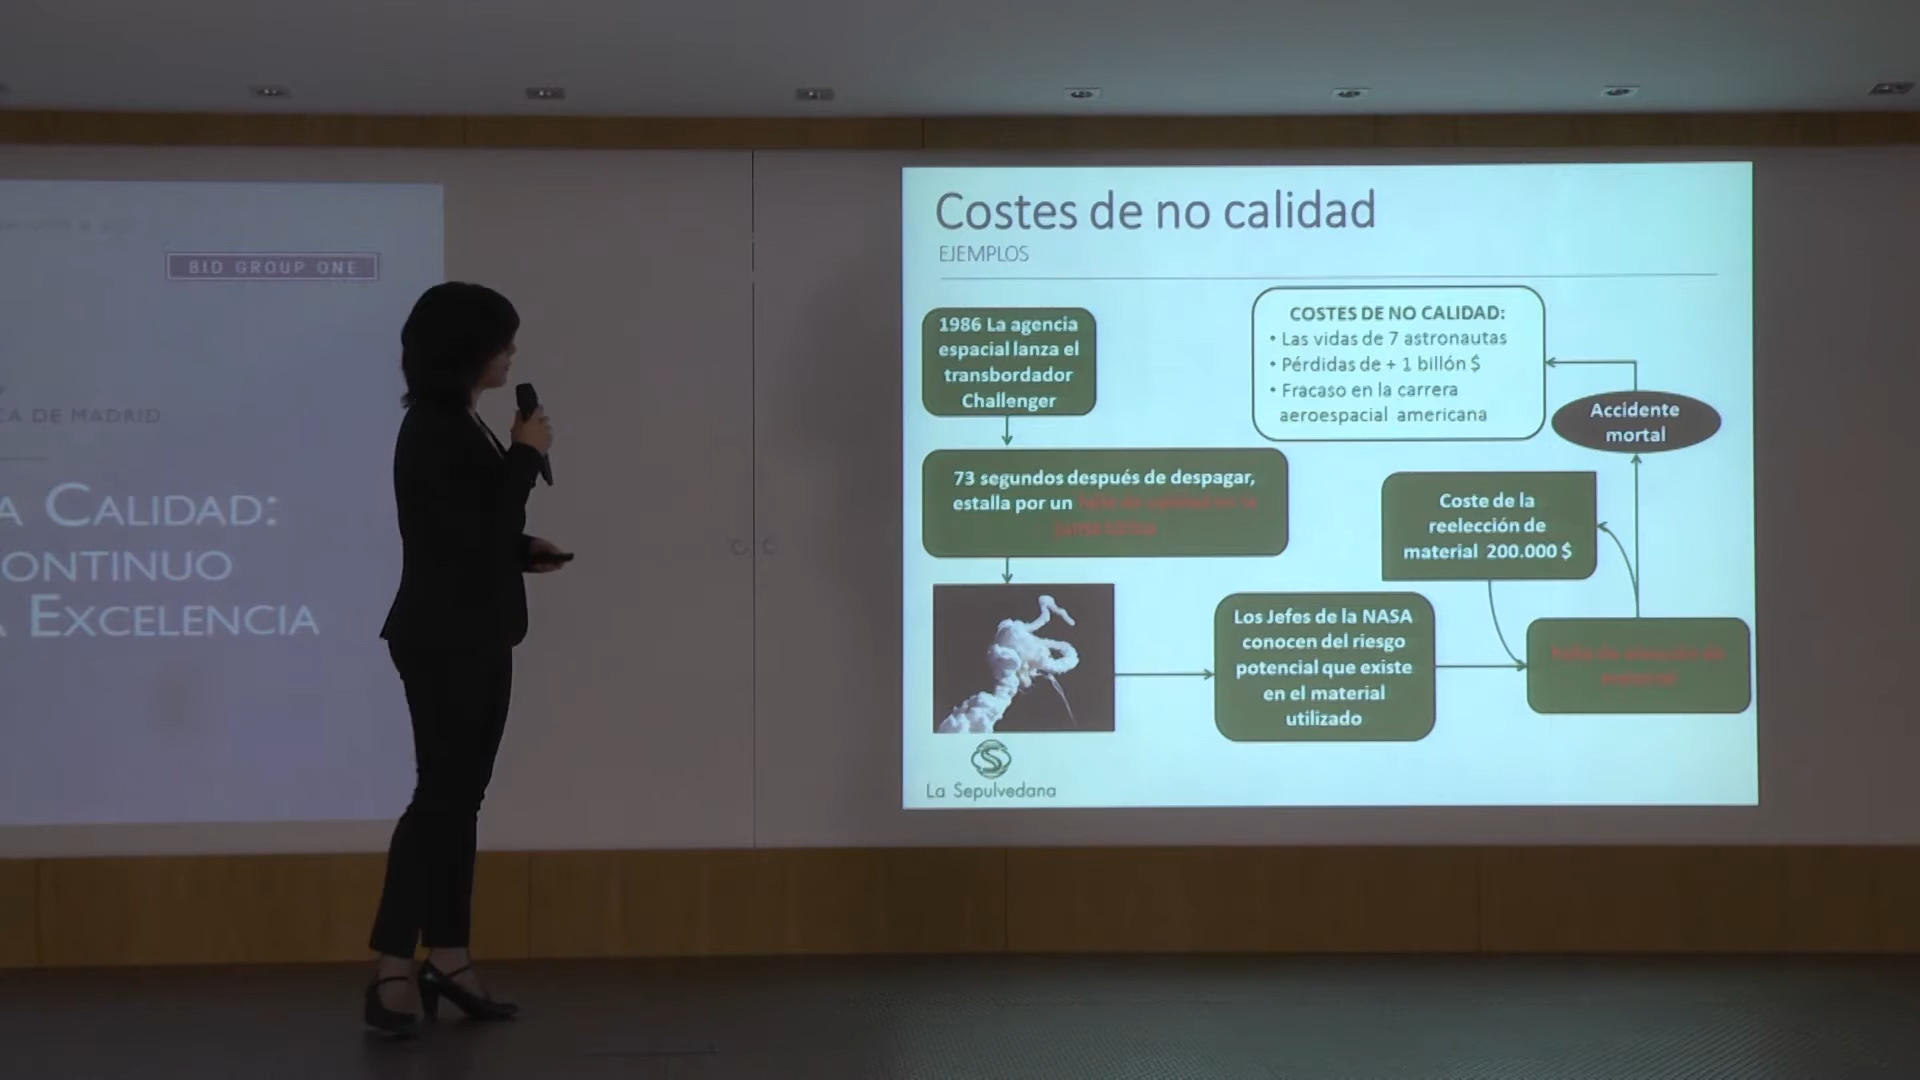 BID GROUP ONE
CA DE MADRID
A CALIDAD:
ONTINUO
A EXCELENCIA
Costes de no calidad
EJEMPLOS
1986 La agencia
espacial lanza el
transbordador
Challenger
COSTES DE NO CALIDAD:
• Las vidas de 7 astronautas
• Pérdidas de + 1 billón $
• Fracaso en la carrera
aeroespacial americana
Accidente
mortal
73 segundos después de despagar,
estalla por un
Coste de la
reelección de
material 200.000 $
Los Jefes de la NASA
conocen del riesgo
potencial que existe
en el material
utilizado
La Sepulvedana